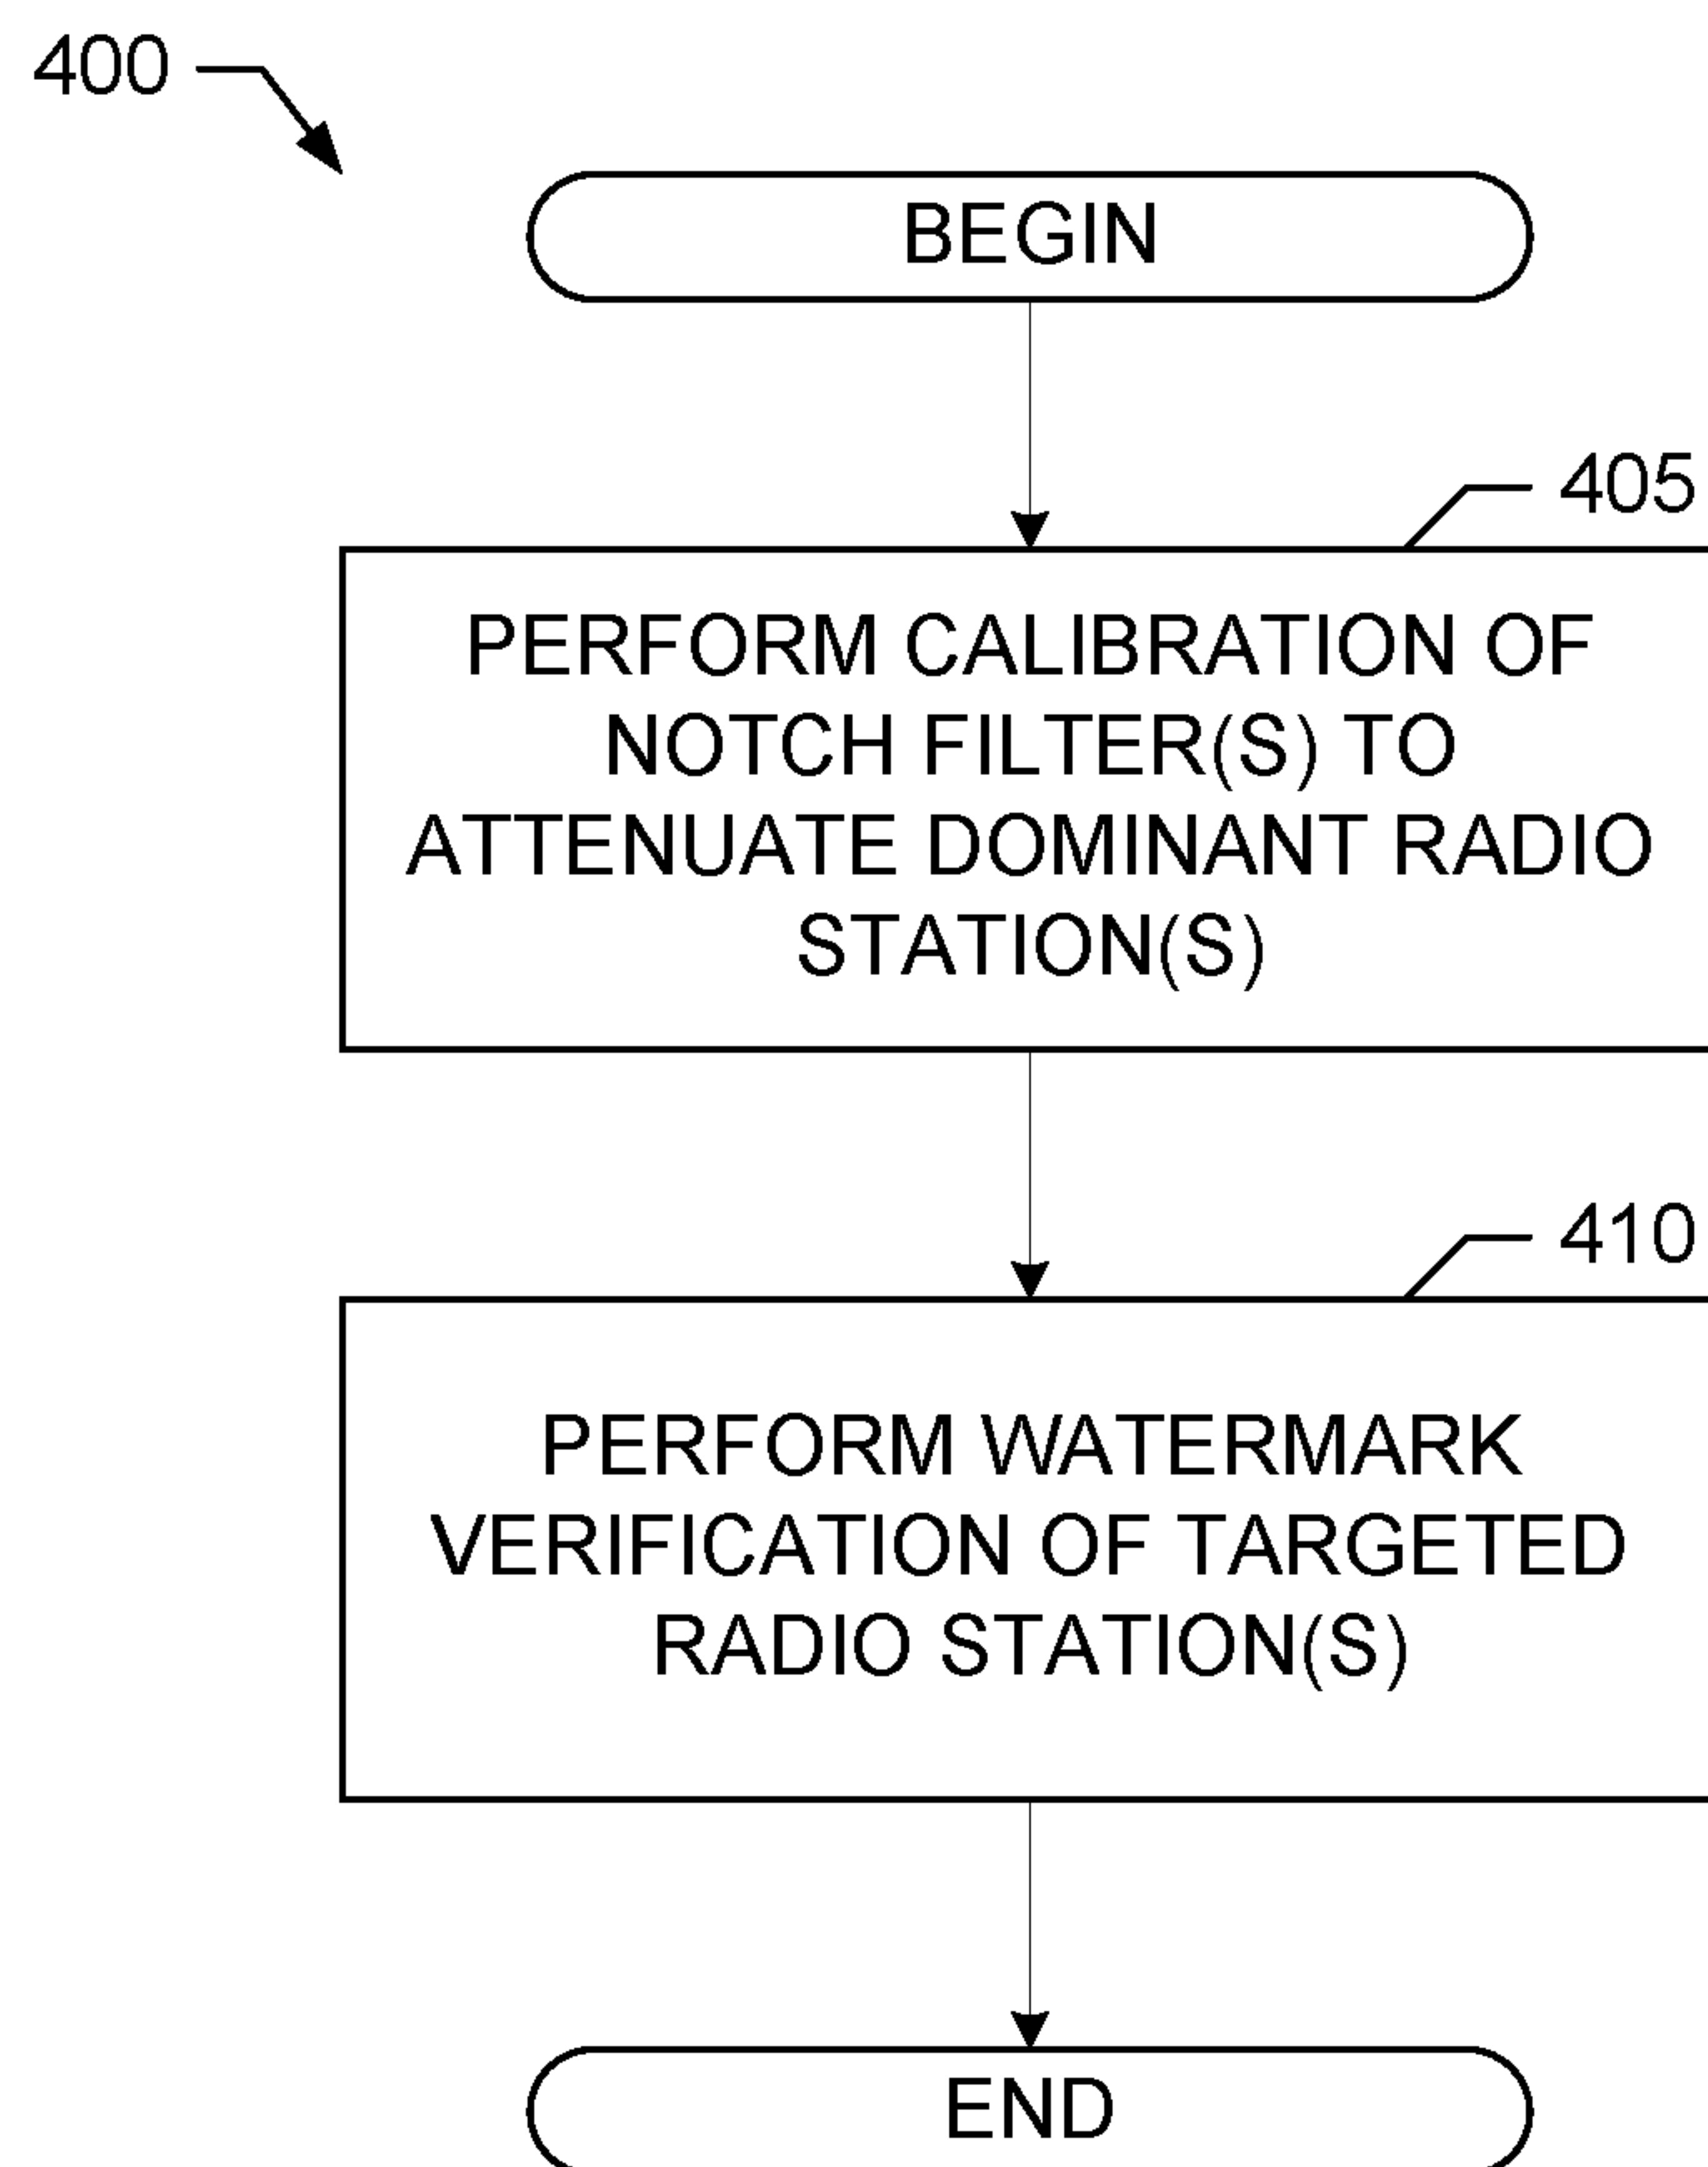 400
BEGIN
405
PERFORM CALIBRATION OF
NOTCH FILTER(S) TO
ATTENUATE DOMINANT RADIO
STATION(S)
410
PERFORM WATERMARK
VERIFICATION OF TARGETED
RADIO STATION(S)
END